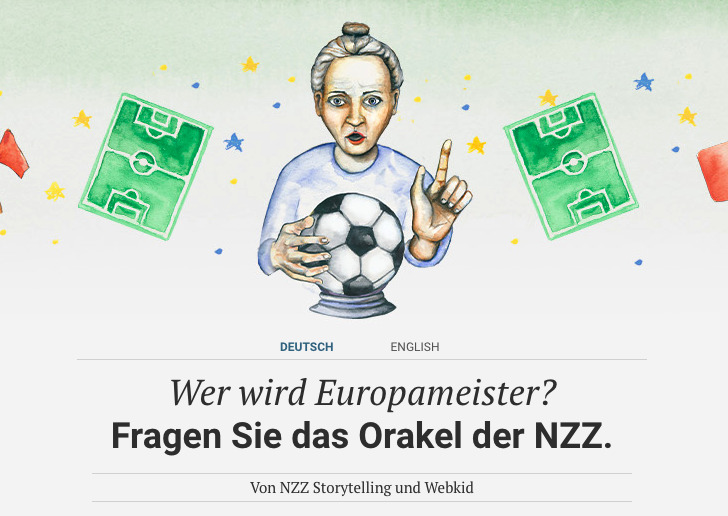 DEUTSCH ENGLISH
Wer wird Europameister?
Fragen Sie das Orakel der NZZ.
Von NZZ Storytelling und Webkid